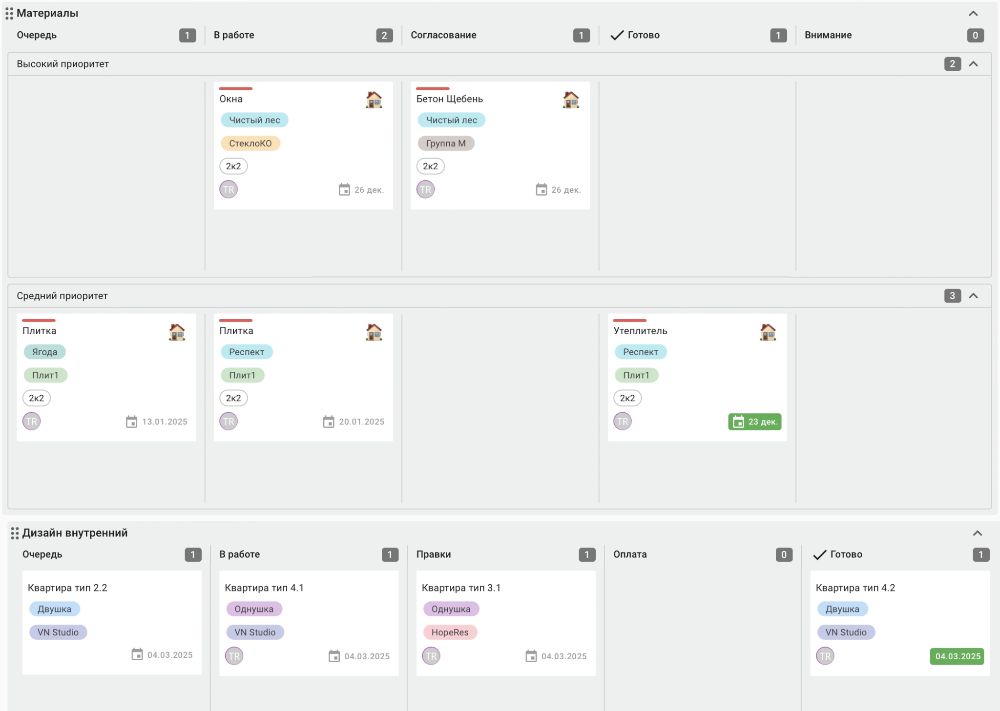 Материалы
Очередь 1
В работе 2
Согласование 1
Готово 1
Внимание 0
Высокий приоритет 2
Окна
Чистый лес
СтеклоКО
2к2
TR 26 дек.
Бетон Щебень
Чистый лес
Группа М
2к2
TR 26 дек.
Средний приоритет 3
Плитка
Ягода
Плит1
2к2
TR 13.01.2025
Плитка
Респект
Плит1
2к2
TR 20.01.2025
Утеплитель
Респект
Плит1
2к2
TR 23 дек.
Дизайн внутренний
Очередь 1
В работе 1
Правки 1
Оплата 0
Готово 1
Квартира тип 2.2
Двушка
VN Studio
04.03.2025
Квартира тип 4.1
Однушка
VN Studio
TR 04.03.2025
Квартира тип 3.1
Однушка
HopeRes
TR 04.03.2025
Квартира тип 4.2
Двушка
VN Studio
TR 04.03.2025